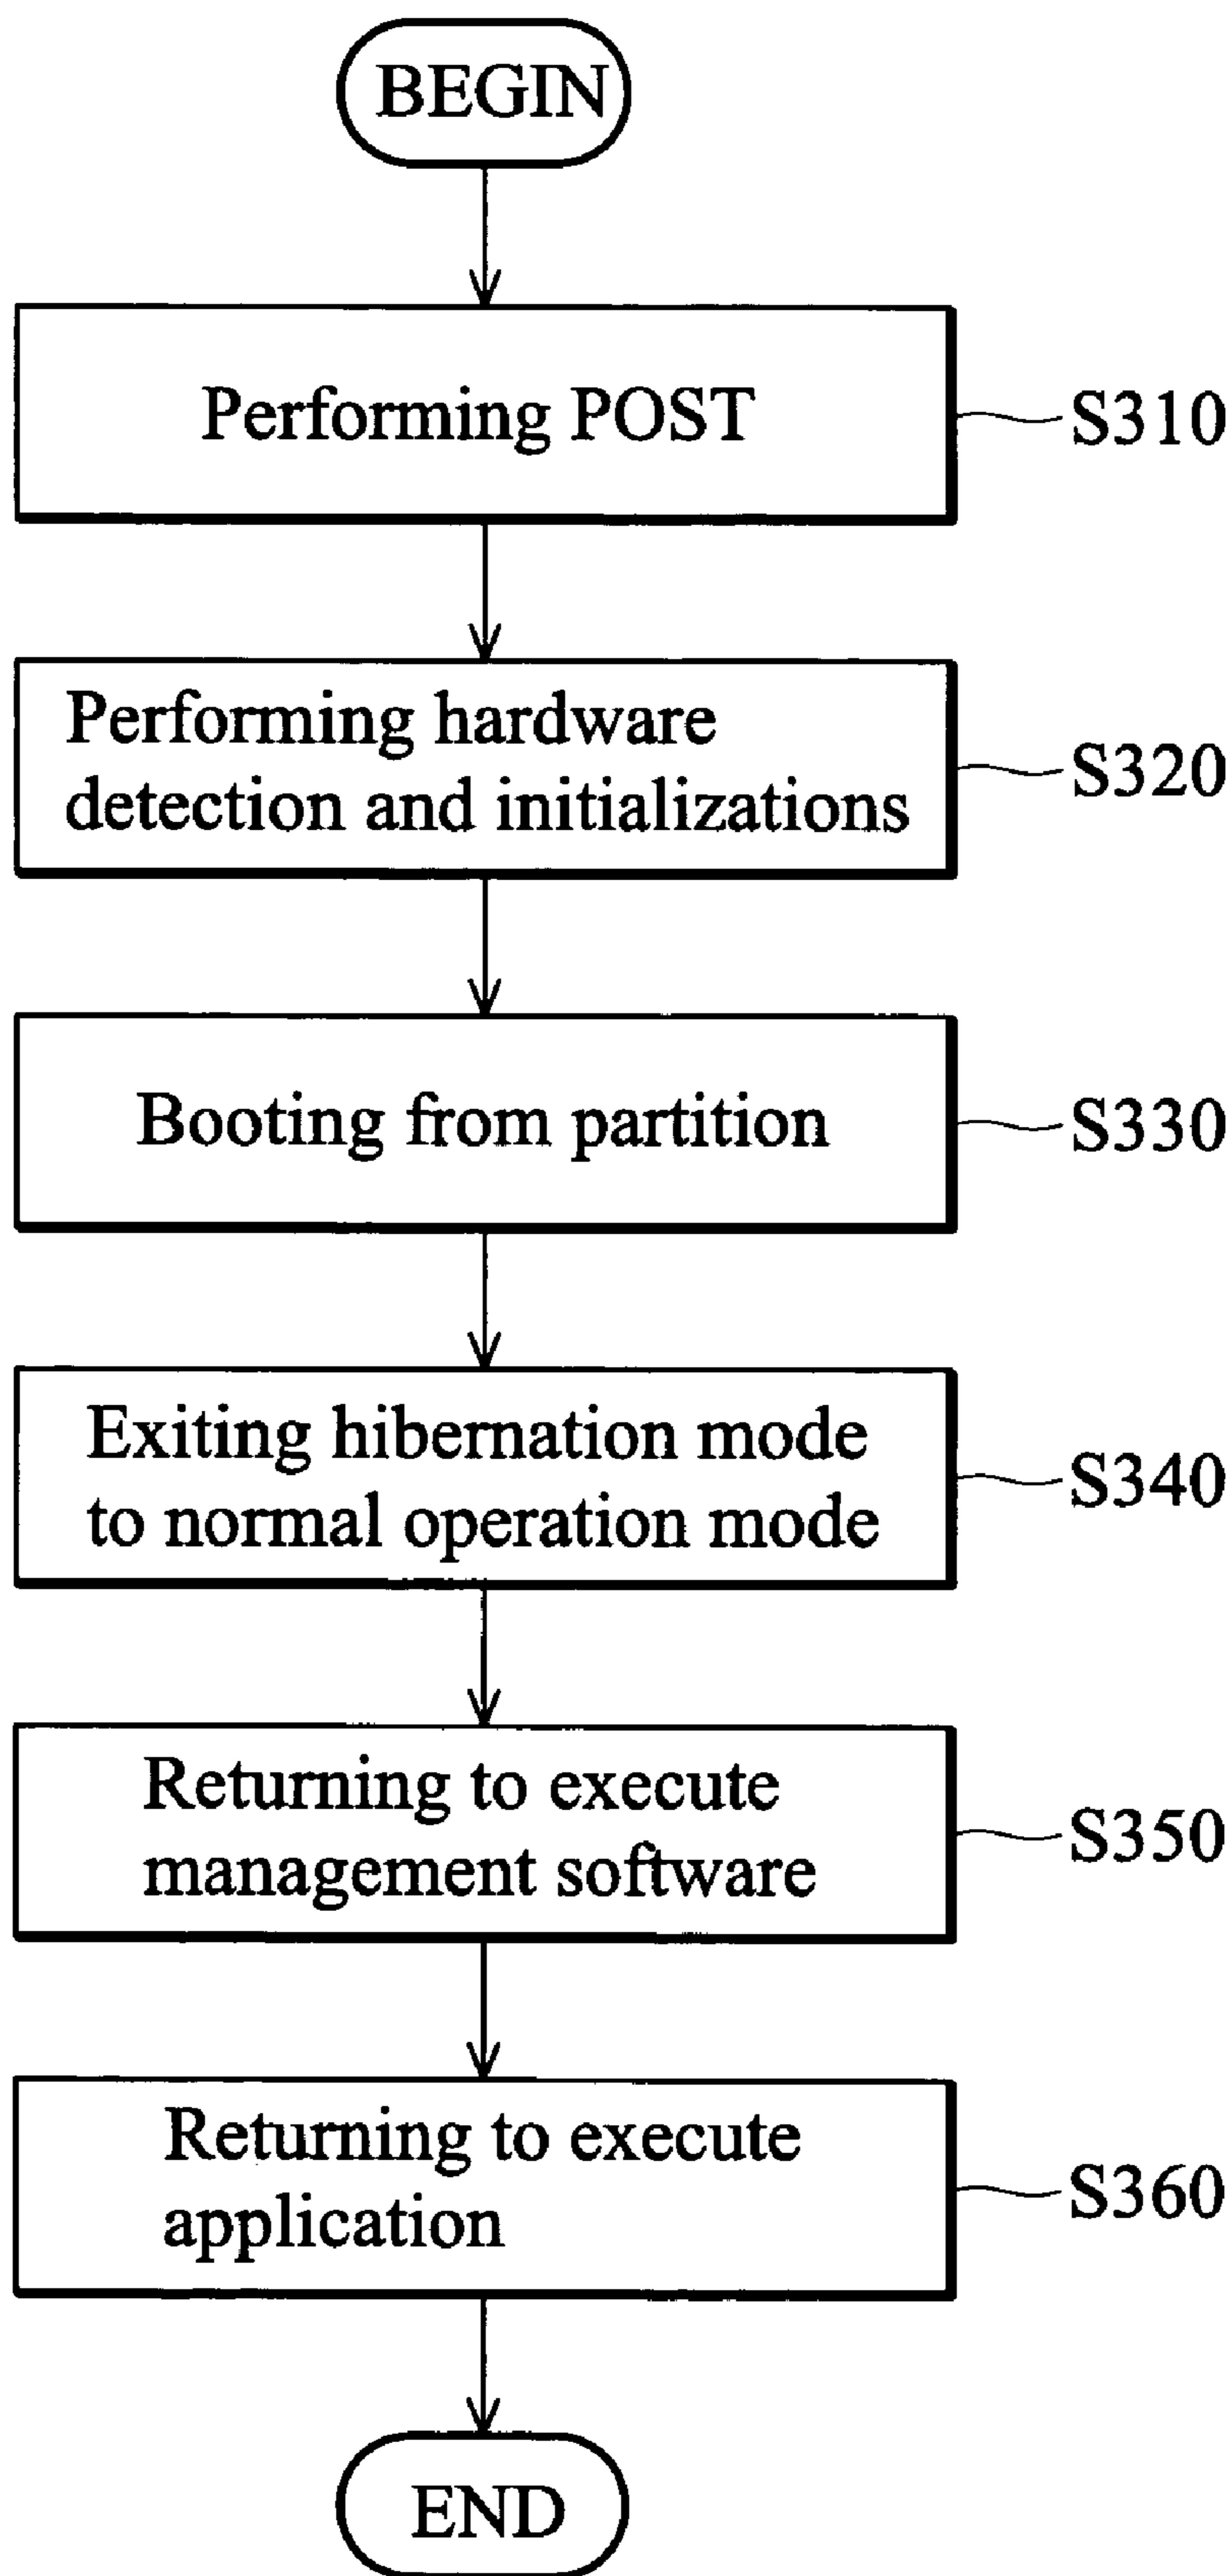 BEGIN
Performing POST
S310
Performing hardware
detection and initializations
S320
Booting from partition
S330
Exiting hibernation mode
to normal operation mode
S340
Returning to execute
management software
S350
Returning to execute
application
S360
END